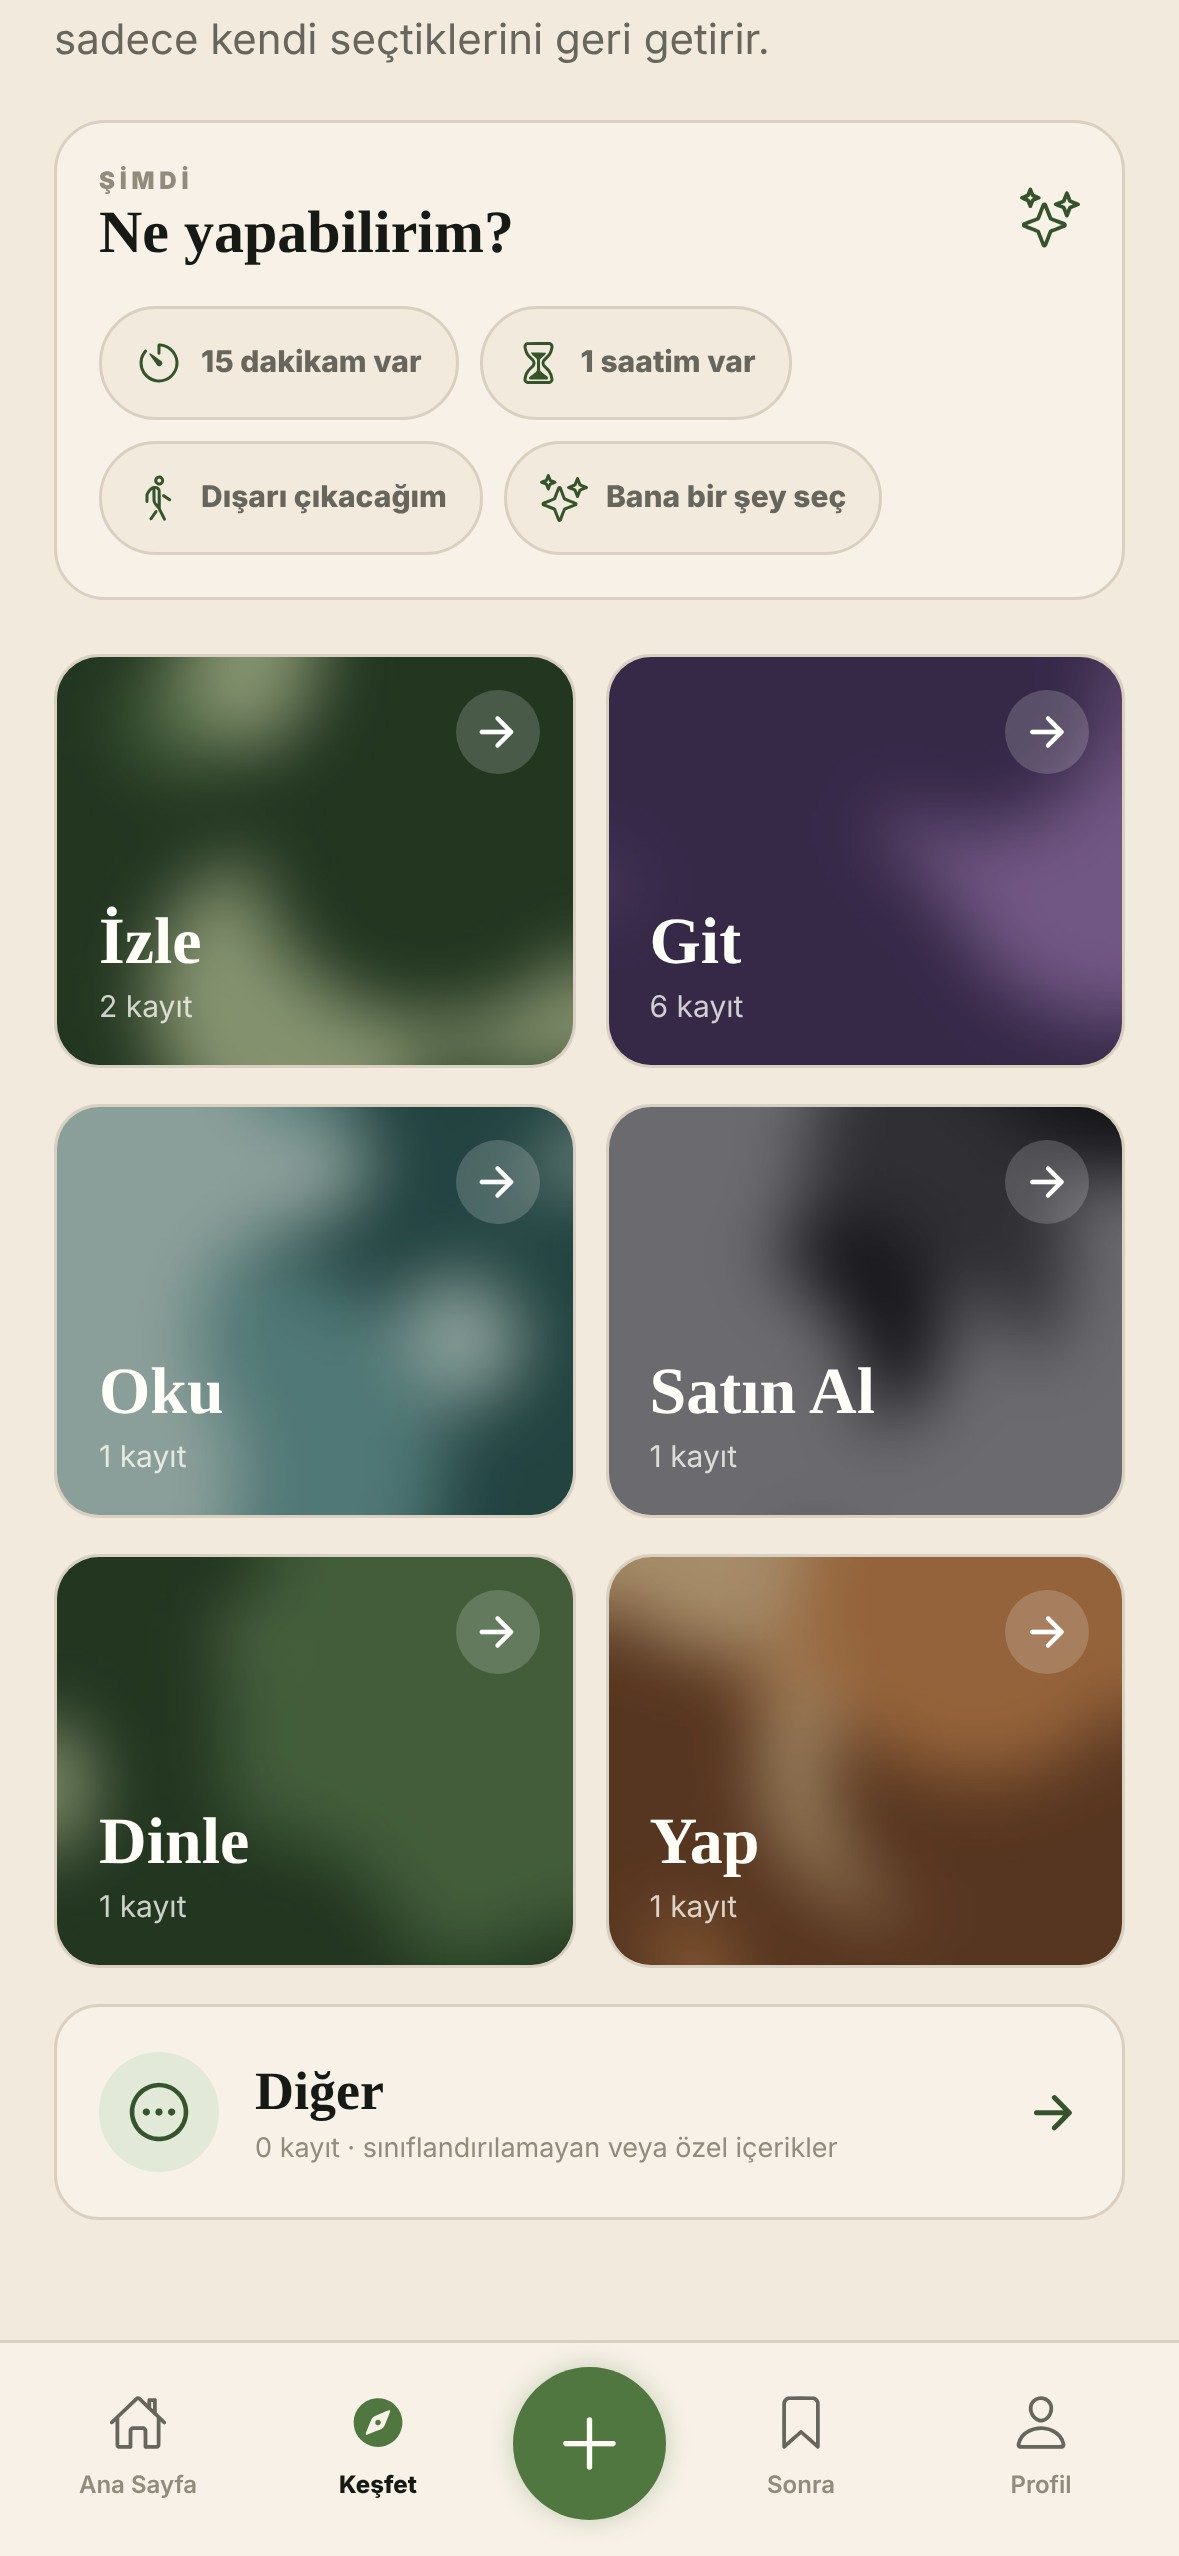 sadece kendi seçtiklerini geri getirir.
ŞİMDİ
Ne yapabilirim?
15 dakikam var
1 saatim var
Dışarı çıkacağım
Bana bir şey seç
İzle
2 kayıt
Git
6 kayıt
Oku
1 kayıt
Satın Al
1 kayıt
Dinle
1 kayıt
Yap
1 kayıt
Diğer
0 kayıt · sınıflandırılamayan veya özel içerikler
Ana Sayfa
Keşfet
Sonra
Profil